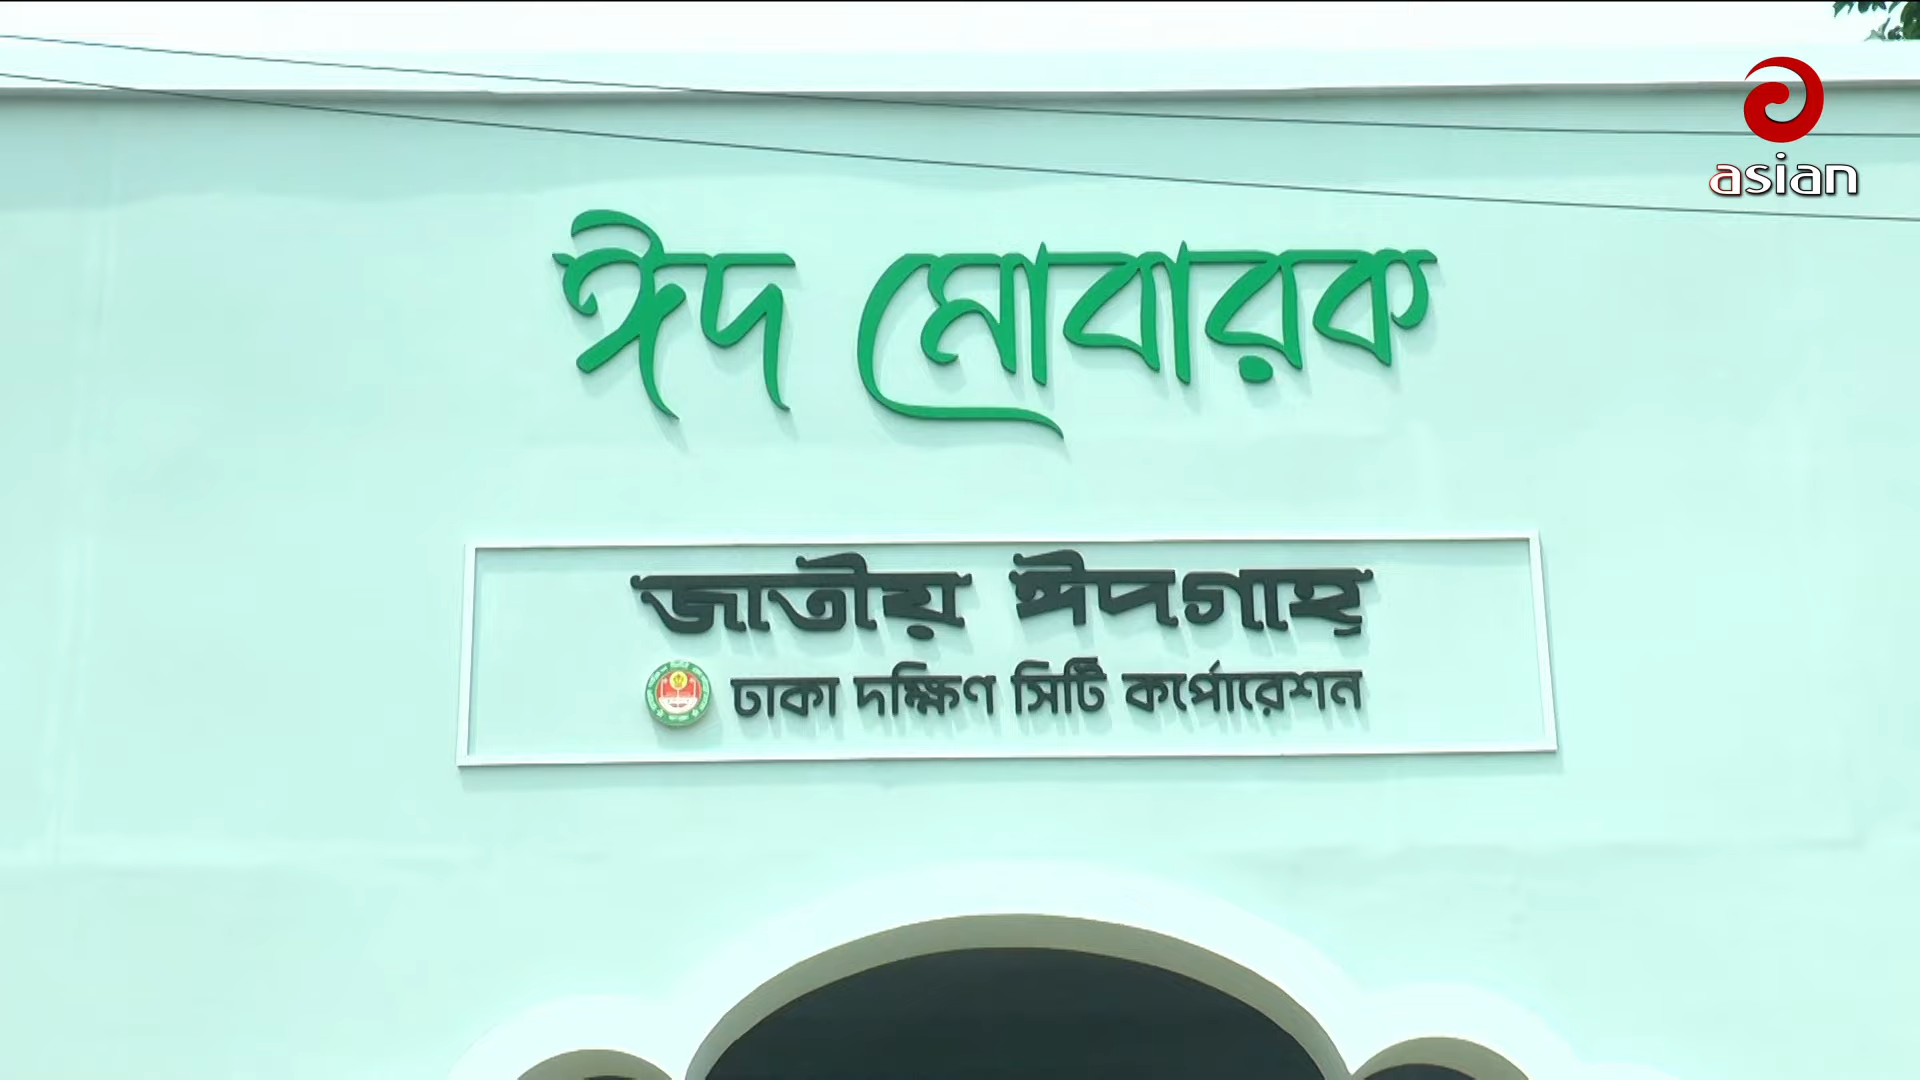 asian
ঈদ মোবারক
জাতীয় ঈদগাহ্
ঢাকা দক্ষিণ সিটি কর্পোরেশন